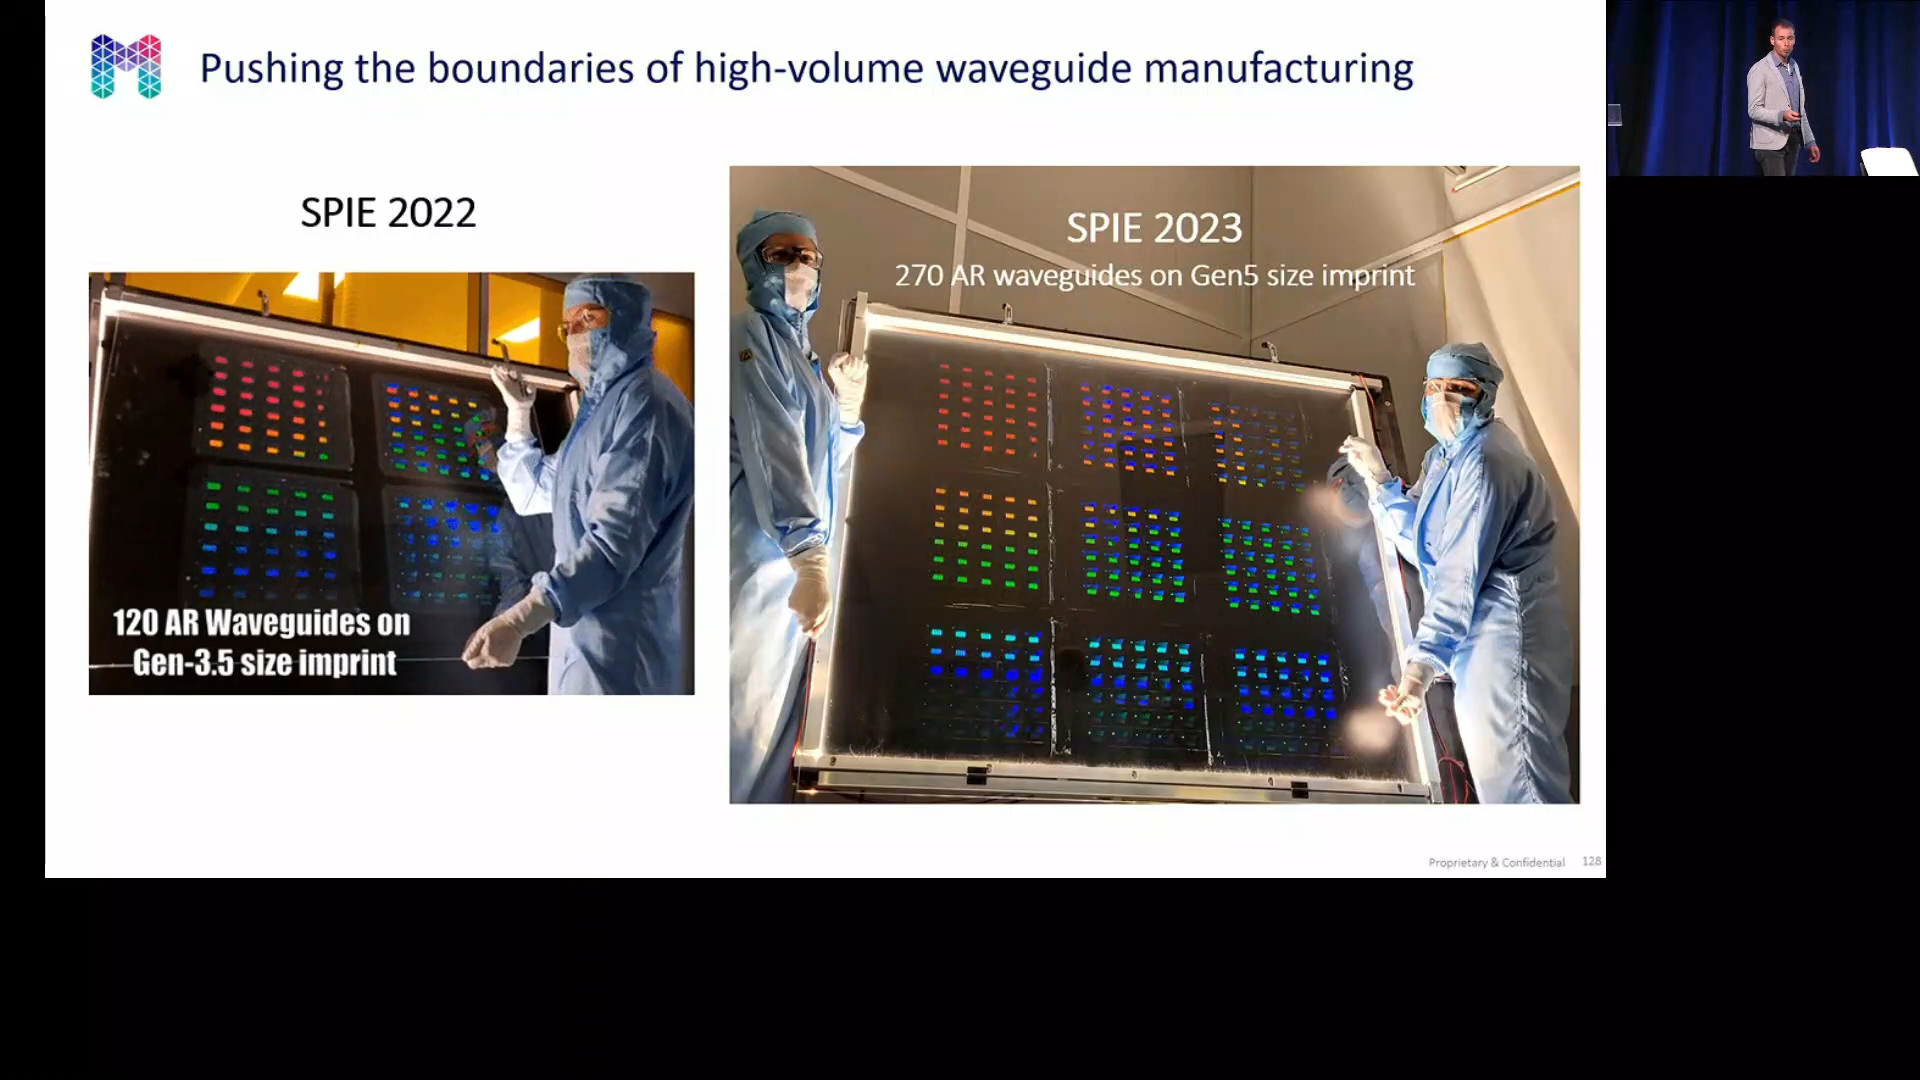 Pushing the boundaries of high-volume waveguide manufacturing
SPIE 2022
120 AR Waveguides on
Gen-3.5 size imprint
SPIE 2023
270 AR waveguides on Gen5 size imprint
Proprietary & Confidential 128